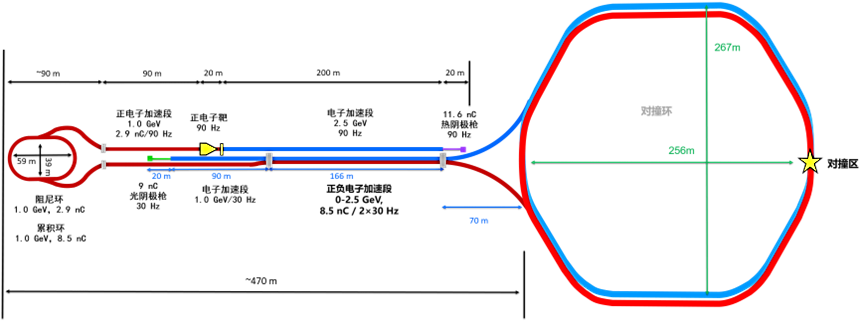 ~90 m
90 m
20 m
200 m
20 m
正电子加速段
1.0 GeV
2.9 nC/90 Hz
正电子靶
90 Hz
电子加速段
2.5 GeV
90 Hz
11.6 nC
热阴极枪
90 Hz
59 m
39 m
20 m
90 m
166 m
9 nC
光阴极枪
30 Hz
电子加速段
1.0 GeV/30 Hz
正负电子加速段
0-2.5 GeV,
8.5 nC / 2×30 Hz
阻尼环
1.0 GeV, 2.9 nC
累积环
1.0 GeV, 8.5 nC
70 m
~470 m
267m
对撞环
256m
对撞区